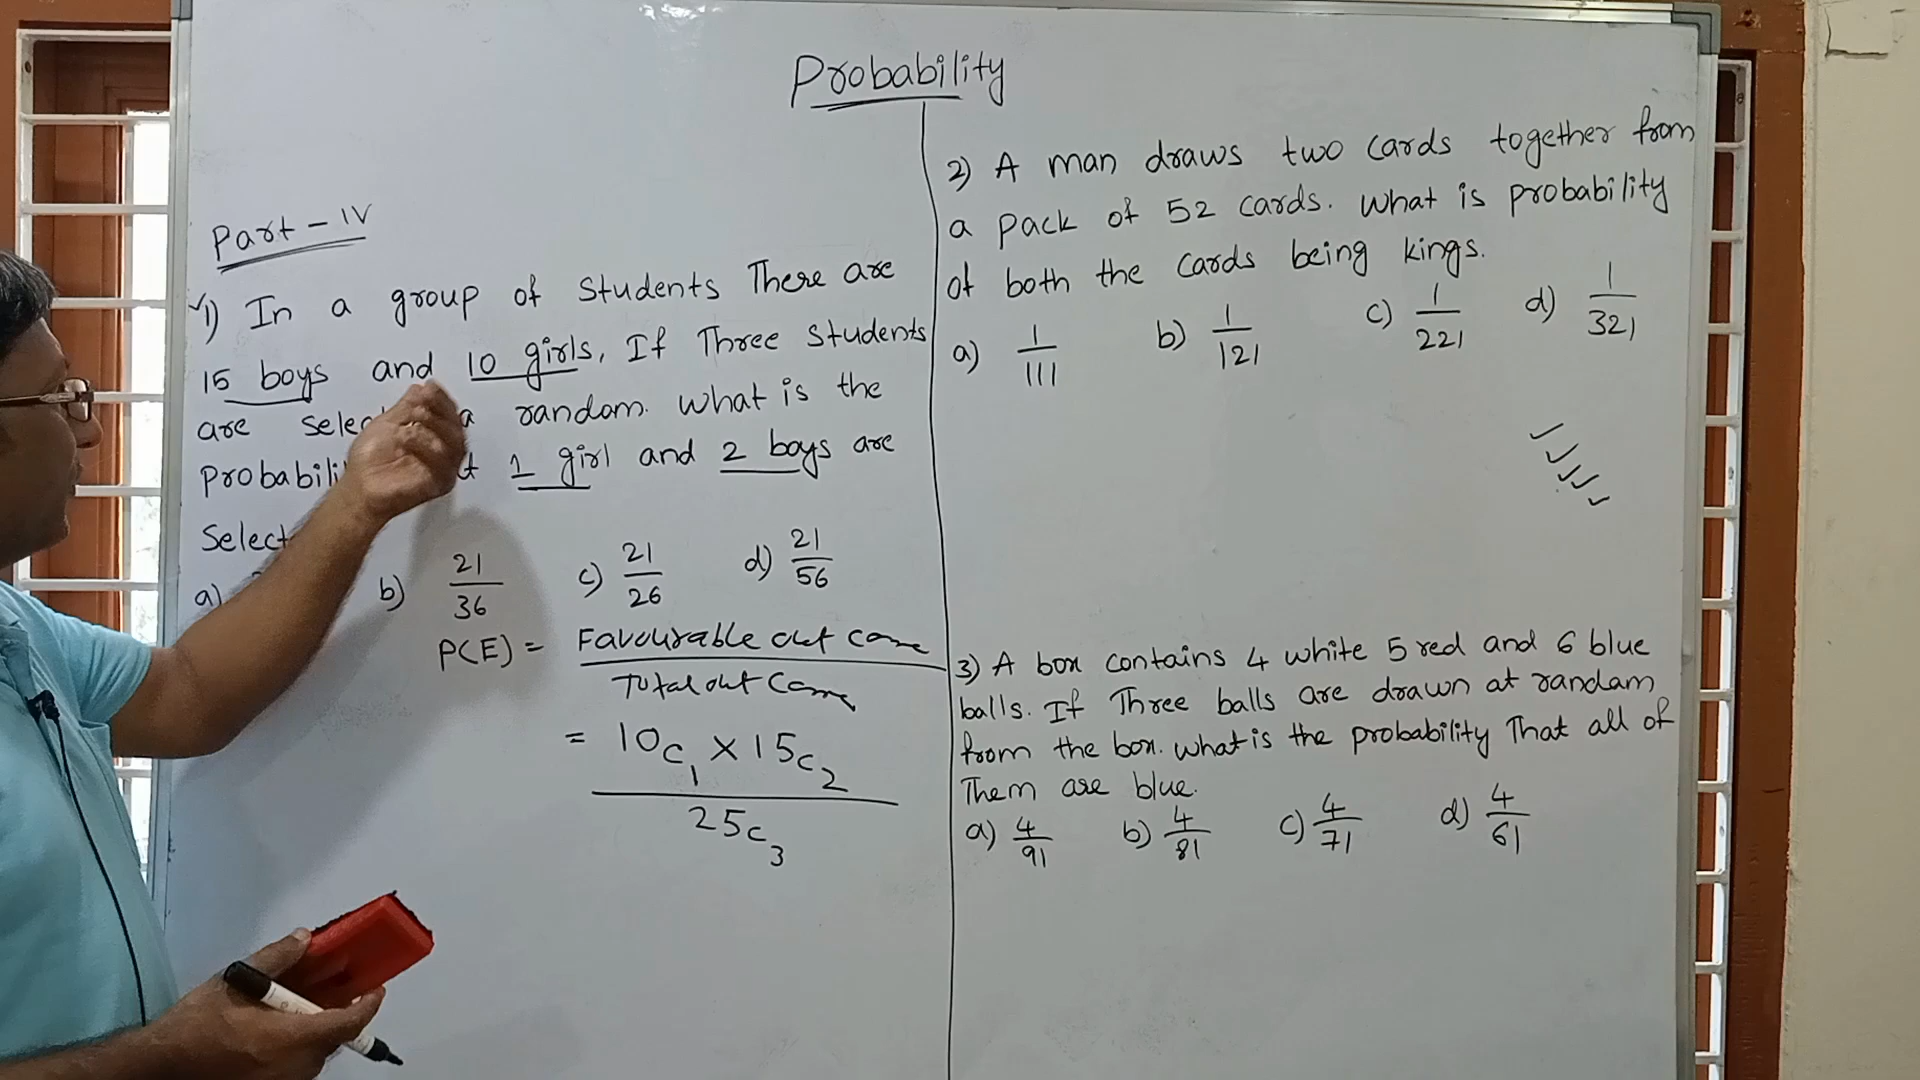 Probability
Part - IV
1) In a group of Students There are
15 boys and 10 girls, If Three Students
are selec a random. What is the
Probabili t 1 girl and 2 boys are
Select
a) b) 21/36 c) 21/26 d) 21/56
P(E) = Favourable out come / Total out come
= 10c1 × 15c2 / 25c3
2) A man draws two cards together from
a pack of 52 cards. What is probability
of both the cards being kings.
a) 1/111 b) 1/121 c) 1/221 d) 1/321
3) A box contains 4 white 5 red and 6 blue
balls. If Three balls are drawn at random
from the box. what is the probability That all of
Them are blue.
a) 4/91 b) 4/81 c) 4/71 d) 4/61